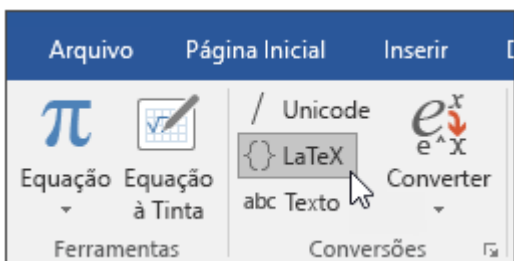 Arquivo Página Inicial Inserir
π
Equação
Equação
à Tinta
Ferramentas
/ Unicode
{} LaTeX
abc Texto
e^x
e^x
Converter
Conversões